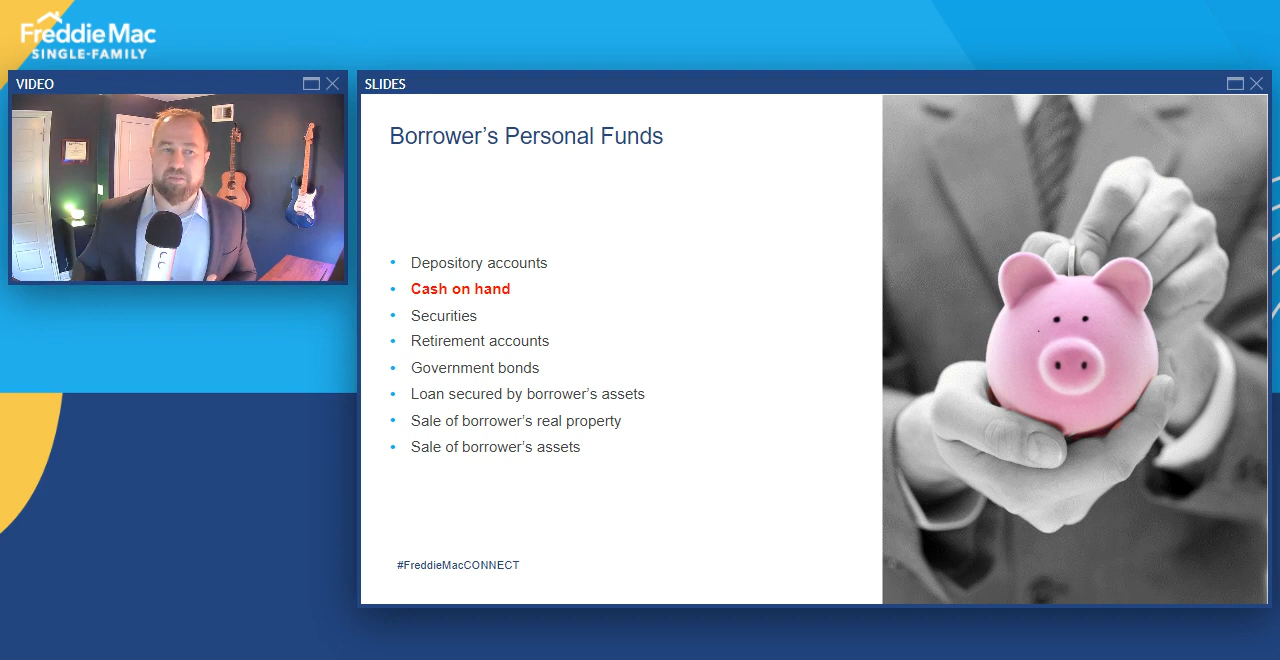 Freddie Mac
SINGLE-FAMILY
VIDEO
SLIDES
Borrower’s Personal Funds
• Depository accounts
• Cash on hand
• Securities
• Retirement accounts
• Government bonds
• Loan secured by borrower’s assets
• Sale of borrower’s real property
• Sale of borrower’s assets
#FreddieMacCONNECT